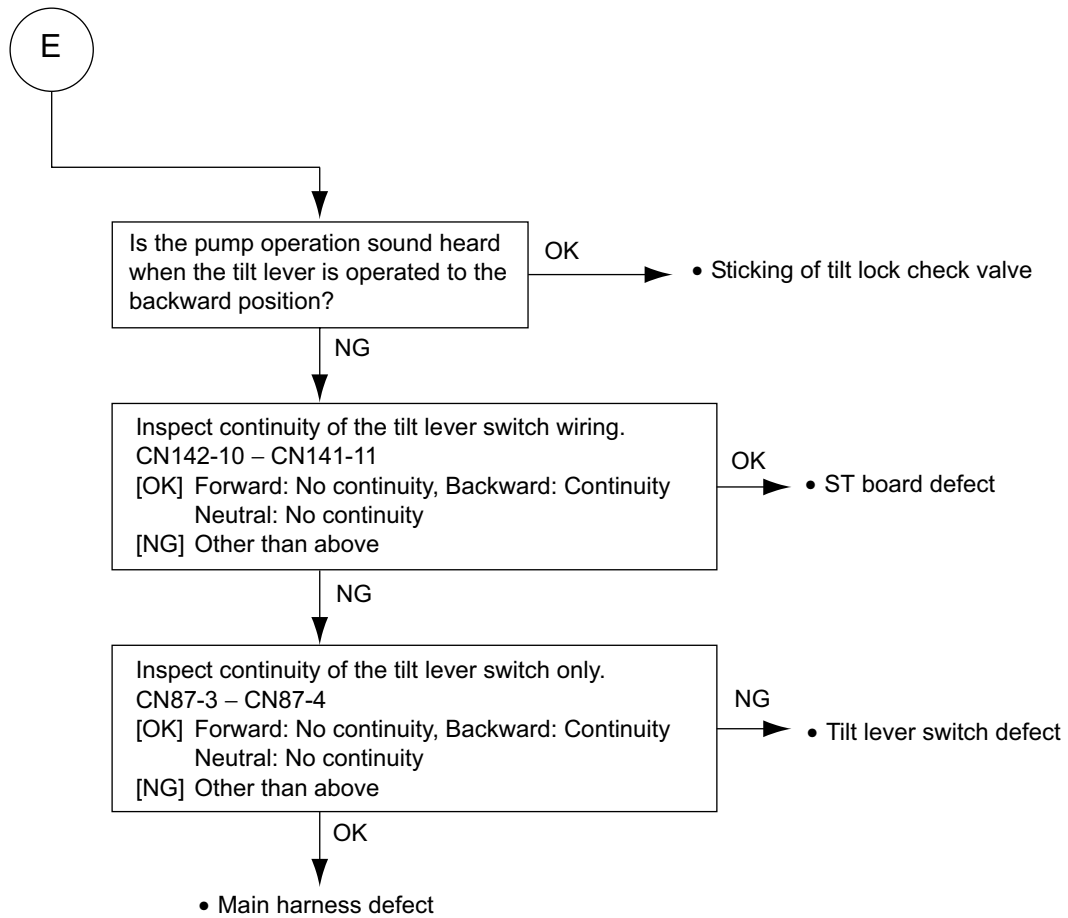 E
Is the pump operation sound heard
when the tilt lever is operated to the
backward position?
OK
• Sticking of tilt lock check valve
NG
Inspect continuity of the tilt lever switch wiring.
CN142-10 – CN141-11
[OK] Forward: No continuity, Backward: Continuity
Neutral: No continuity
[NG] Other than above
OK
• ST board defect
NG
Inspect continuity of the tilt lever switch only.
CN87-3 – CN87-4
[OK] Forward: No continuity, Backward: Continuity
Neutral: No continuity
[NG] Other than above
NG
• Tilt lever switch defect
OK
• Main harness defect